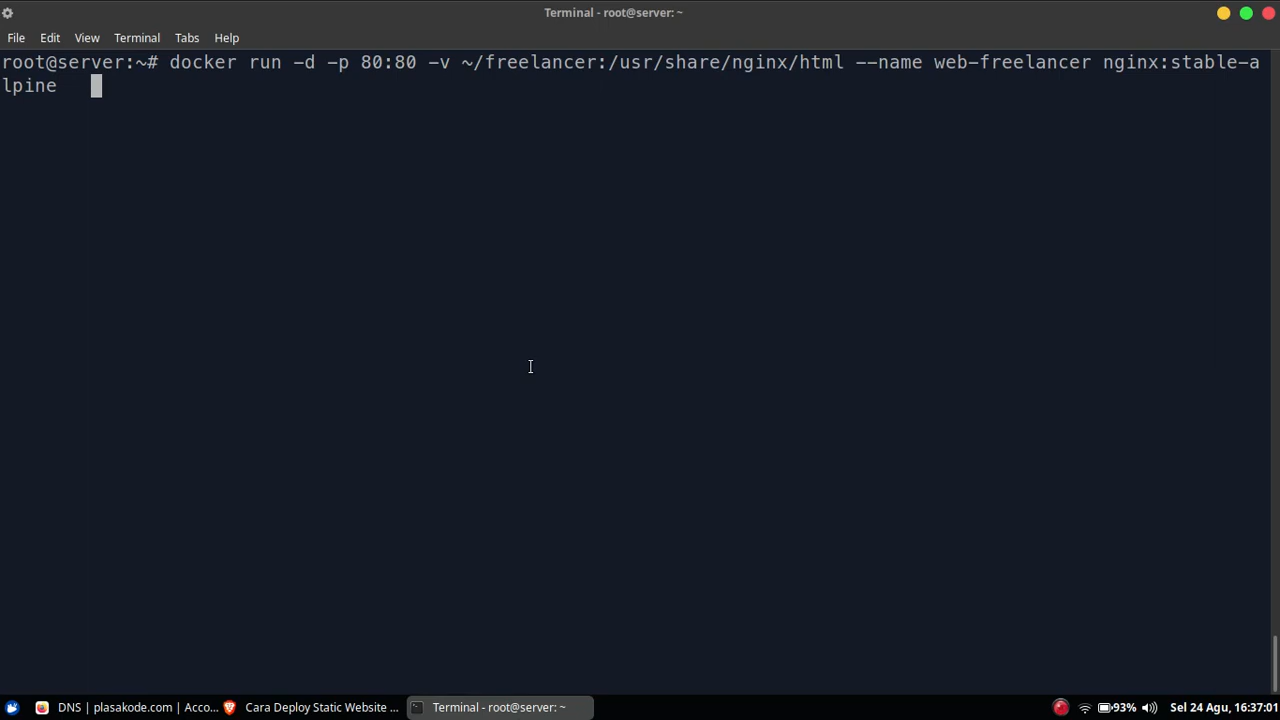 Terminal - root@server: ~
File Edit View Terminal Tabs Help
root@server:~# docker run -d -p 80:80 -v ~/freelancer:/usr/share/nginx/html --name web-freelancer nginx:stable-a
lpine
DNS | plasakode.com | Acco... Cara Deploy Static Website ... Terminal - root@server: ~ 93% Sel 24 Agu, 16:37:01